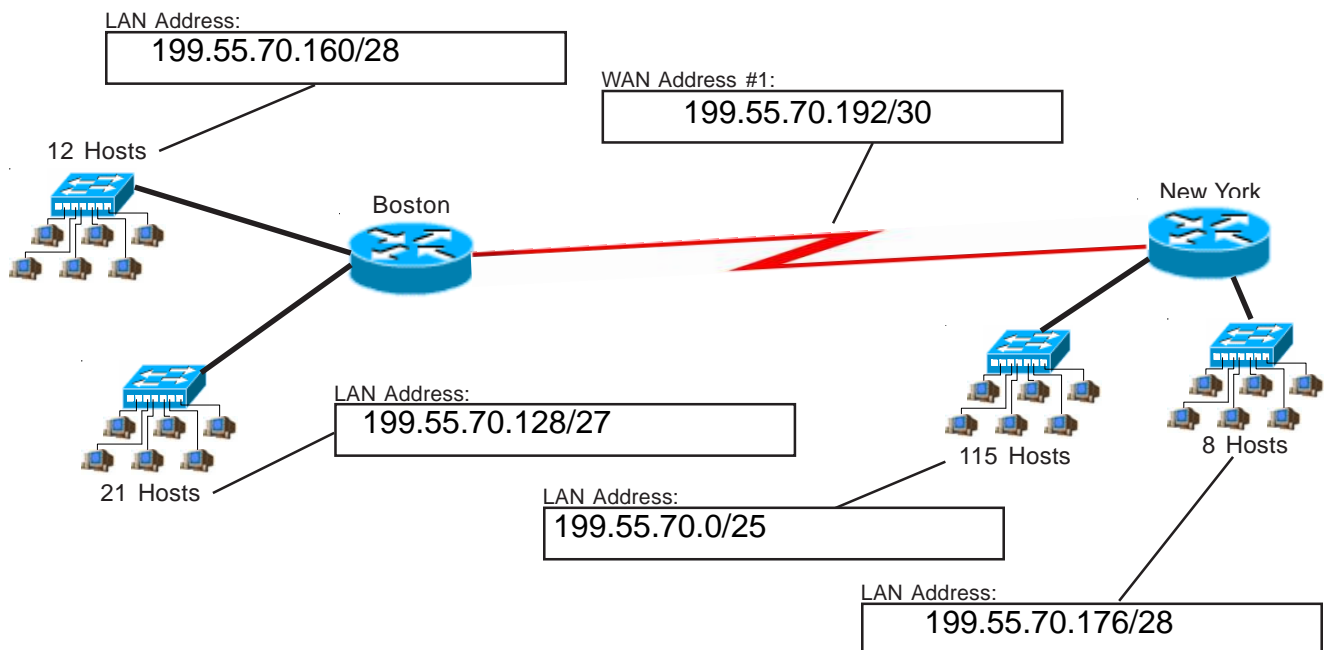 LAN Address:
199.55.70.160/28
WAN Address #1:
199.55.70.192/30
12 Hosts
Boston
New York
LAN Address:
199.55.70.128/27
21 Hosts
115 Hosts
8 Hosts
LAN Address:
199.55.70.0/25
LAN Address:
199.55.70.176/28